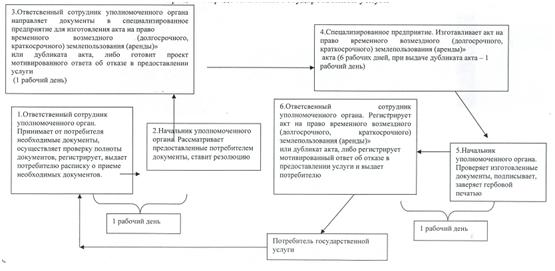 3.Ответственный сотрудник
уполномоченного органа
направляет документы в специализированное
предприятие для изготовления акта на
право
временного возмездного (долгосрочного,
краткосрочного) землепользования (аренды)»
или дубликата акта, либо готовит проект
мотивированного ответа об отказе в предоставлении
услуги
(1 рабочий день)
4.Спецализированное предприятие. Изготавливает акт на
право временного возмездного (долгосрочного,
краткосрочного) землепользования (аренды)»
акта (6 рабочих дней, при выдаче дубликата акта – 1
рабочий день)
1.Ответственный сотрудник
уполномоченного орган.
Принимает от потребителя
необходимые документы,
осуществляет проверку полноты
документов, регистрирует, выдает
потребителю расписку о приеме
необходимых документов.
2.Начальник уполномоченного
органа Рассматривает
предоставленные потребителем
документы, ставит резолюцию
6.Ответственный сотрудник
уполномоченного органа. Регистрирует
акт на право временного возмездного
(долгосрочного, краткосрочного)
землепользования (аренды)»
или дубликат акта, либо регистрирует
мотивированный ответ об отказе в
предоставлении услуги и выдает
потребителю
5.Начальник
уполномоченного органа.
Проверяет изготовленные
документы, подписывает,
заверяет гербовой
печатью
1 рабочий день
1 рабочий день
Потребитель государственной
услуги